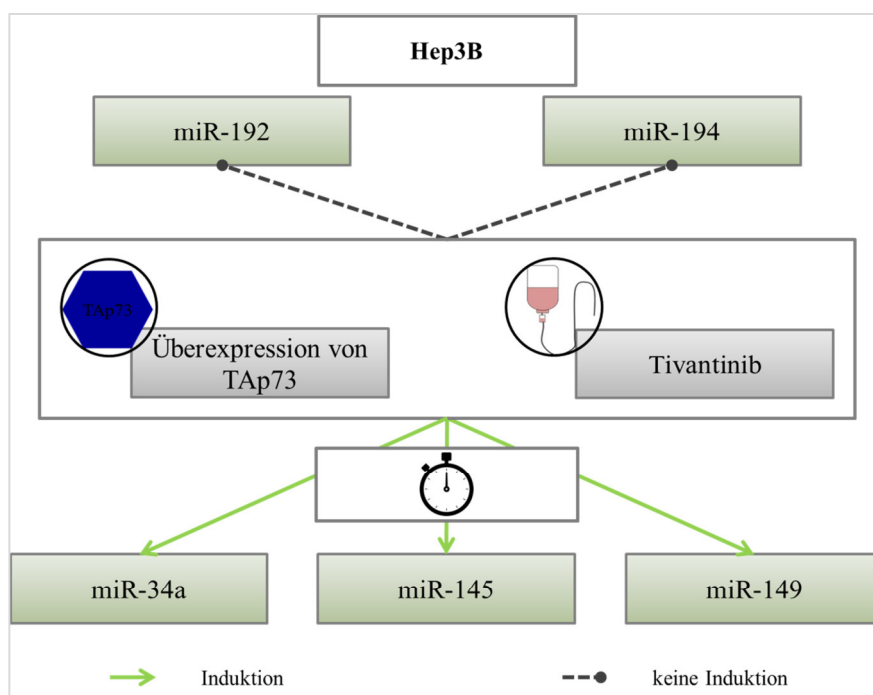 Hep3B
miR-192
miR-194
TAp73
Überexpression von
TAp73
Tivantinib
miR-34a
miR-145
miR-149
Induktion
keine Induktion